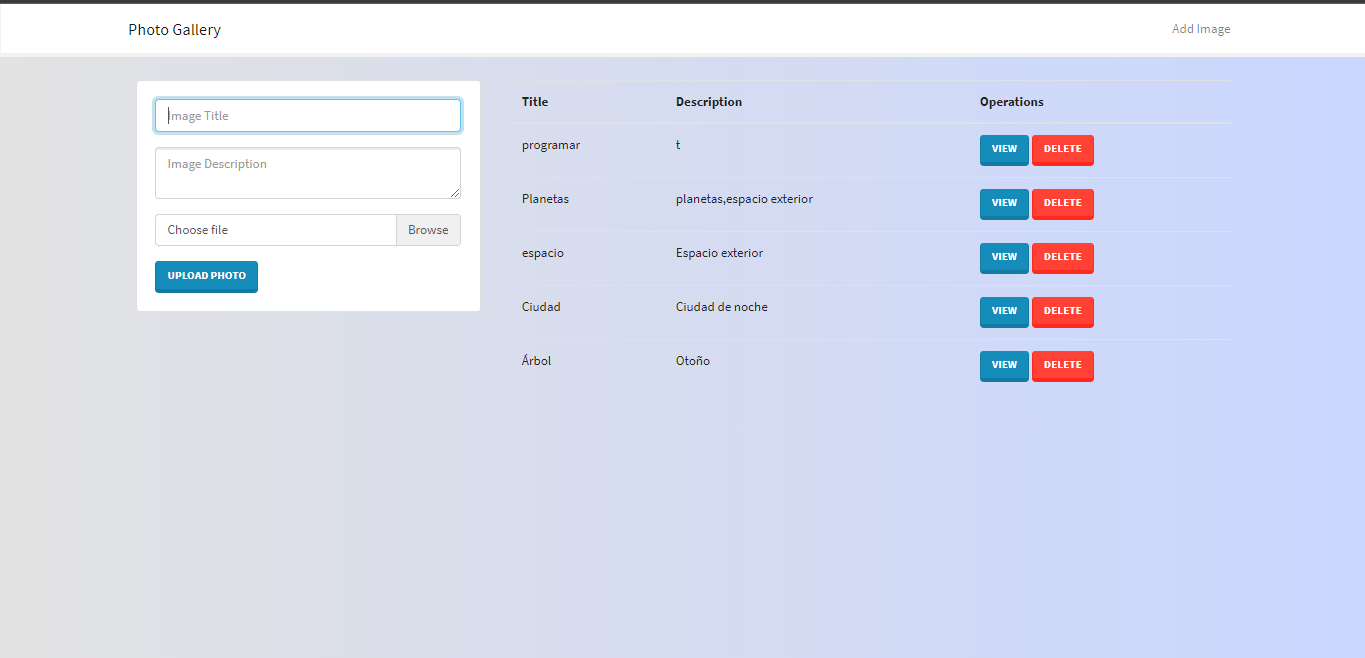 Photo Gallery
Add Image
Image Title
Image Description
Choose file
Browse
UPLOAD PHOTO
Title Description Operations
programar t VIEW DELETE
Planetas planetas,espacio exterior VIEW DELETE
espacio Espacio exterior VIEW DELETE
Ciudad Ciudad de noche VIEW DELETE
Árbol Otoño VIEW DELETE